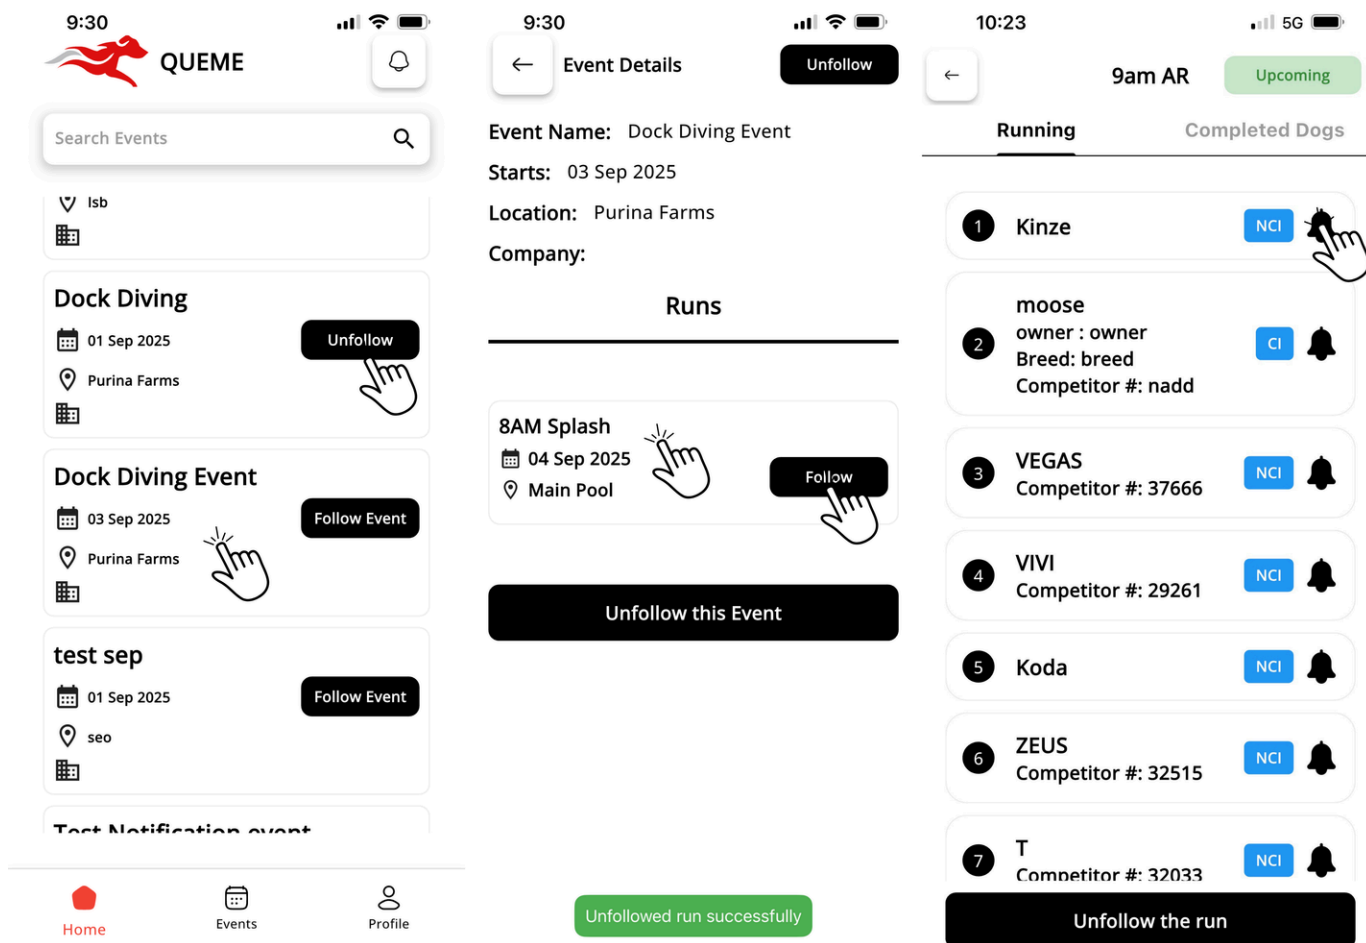 9:30
QUEME
Search Events
Isb
Dock Diving
01 Sep 2025
Unfollow
Purina Farms
Dock Diving Event
03 Sep 2025
Follow Event
Purina Farms
test sep
01 Sep 2025
Follow Event
seo
Test Notification event
Home
Events
Profile
9:30
Event Details
Unfollow
Event Name: Dock Diving Event
Starts: 03 Sep 2025
Location: Purina Farms
Company:
Runs
8AM Splash
04 Sep 2025
Main Pool
Follow
Unfollow this Event
Unfollowed run successfully
10:23
5G
9am AR
Upcoming
Running
Completed Dogs
1
Kinze
NCI
2
moose
owner : owner
Breed: breed
Competitor #: nadd
CI
3
VEGAS
Competitor #: 37666
NCI
4
VIVI
Competitor #: 29261
NCI
5
Koda
NCI
6
ZEUS
Competitor #: 32515
NCI
7
T
Competitor #: 32033
NCI
Unfollow the run